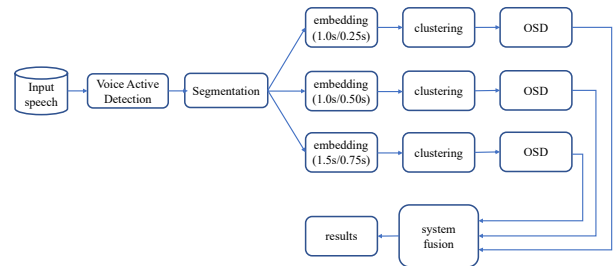 Input
speech
Voice Active
Detection
Segmentation
embedding
(1.0s/0.25s)
clustering
OSD
embedding
(1.0s/0.50s)
clustering
OSD
embedding
(1.5s/0.75s)
clustering
OSD
results
system
fusion